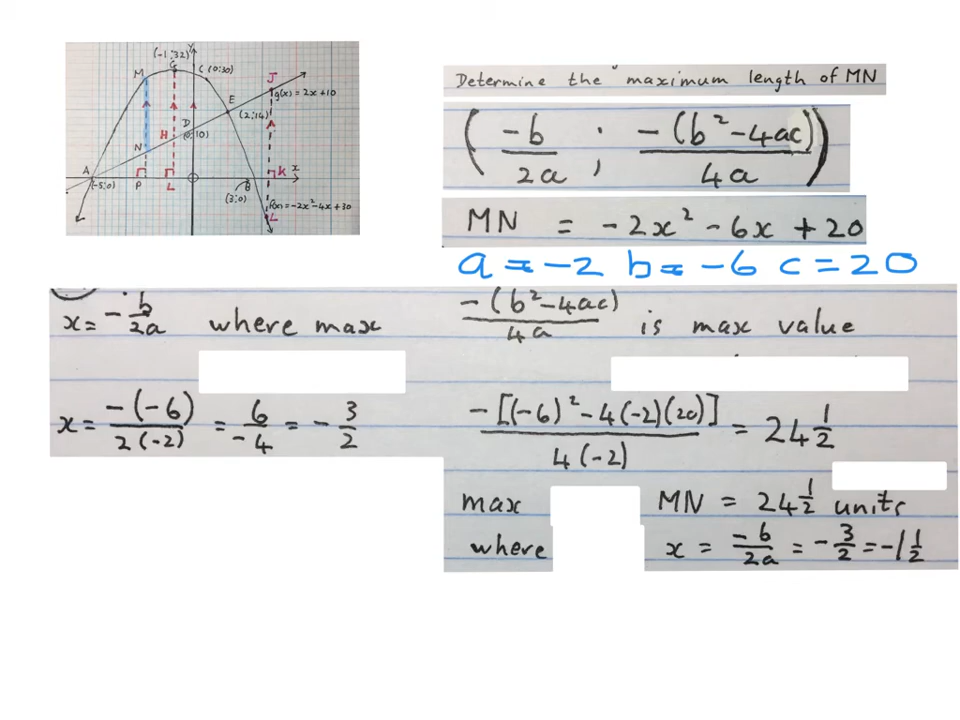 (-1;32) Y
M G C (0;30) J
g(x) = 2x+10
E
(2;14)
D
H (0;10)
N
A K x
(-5;0) P L B
(3;0) f(x) = -2x²-4x+30
L
Determine the maximum length of MN
( -b/2a ; -(b²-4ac)/4a )
MN = -2x² - 6x + 20
a = -2 b = -6 c = 20
x = -b/2a where max
-(b²-4ac)/4a is max value
x = -(-6)/2(-2) = 6/-4 = -3/2
-[(-6)²-4(-2)(20)]/4(-2) = 24 1/2
max MN = 24 1/2 units
where x = -b/2a = -3/2 = -1 1/2